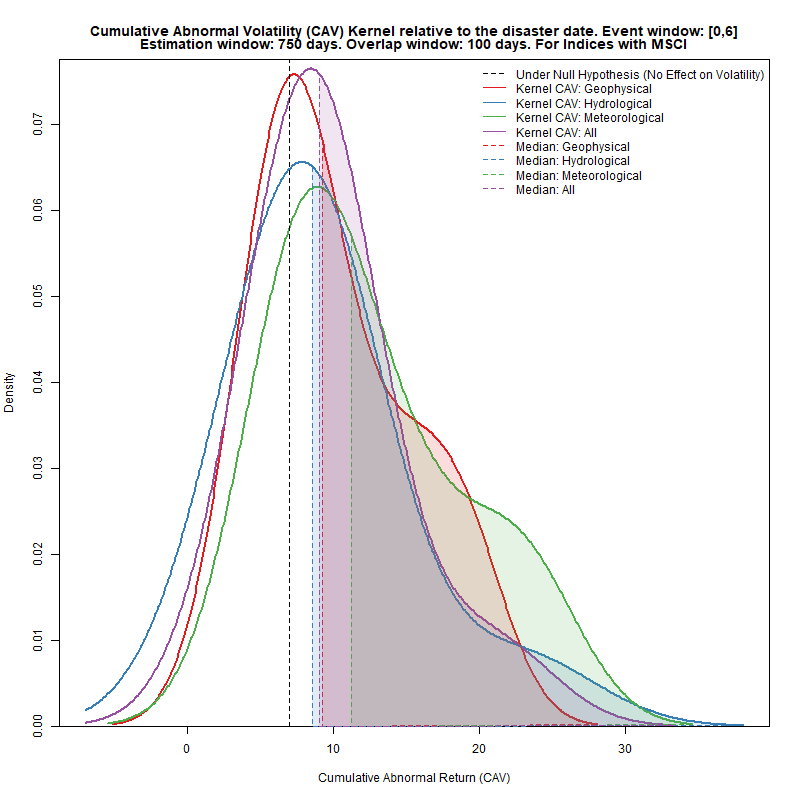 Cumulative Abnormal Volatility (CAV) Kernel relative to the disaster date. Event window: [0,6]
Estimation window: 750 days. Overlap window: 100 days. For Indices with MSCI
Under Null Hypothesis (No Effect on Volatility)
Kernel CAV: Geophysical
Kernel CAV: Hydrological
Kernel CAV: Meteorological
Kernel CAV: All
Median: Geophysical
Median: Hydrological
Median: Meteorological
Median: All
Density
0.07
0.06
0.05
0.04
0.03
0.02
0.01
0.00
0 10 20 30
Cumulative Abnormal Return (CAV)